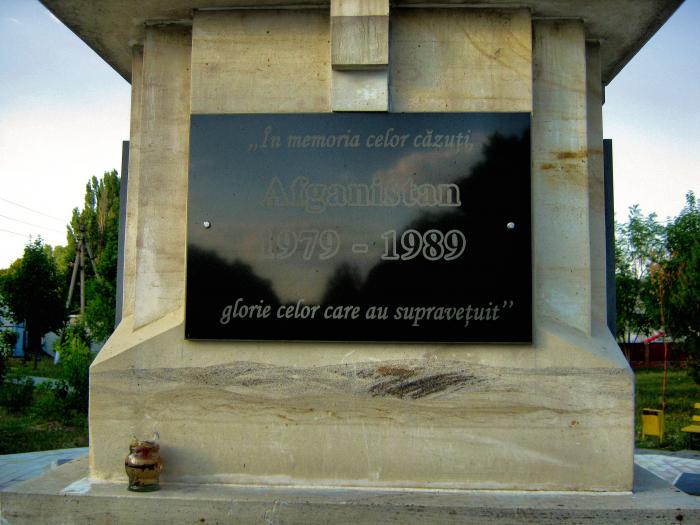 „În memoria celor căzuți,
Afganistan
1979 - 1989
glorie celor care au supraveţuit”